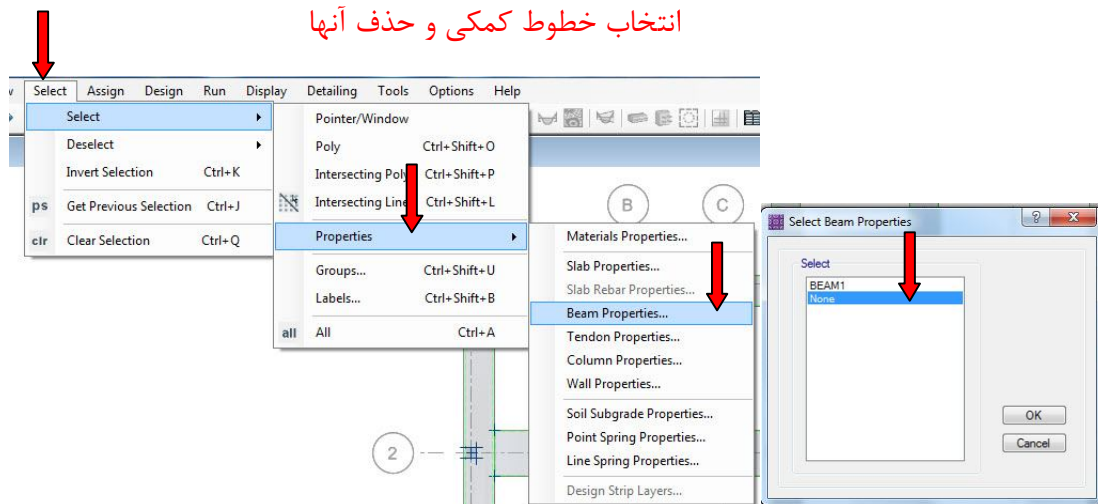 انتخاب خطوط کمکی و حذف آنها
Select Assign Design Run Display Detailing Tools Options Help
Select
Deselect
Invert Selection Ctrl+K
ps Get Previous Selection Ctrl+J
clr Clear Selection Ctrl+Q
Pointer/Window
Poly Ctrl+Shift+O
Intersecting Poly Ctrl+Shift+P
Intersecting Line Ctrl+Shift+L
Properties
Groups... Ctrl+Shift+U
Labels... Ctrl+Shift+B
all All Ctrl+A
Materials Properties...
Slab Properties...
Slab Rebar Properties...
Beam Properties...
Tendon Properties...
Column Properties...
Wall Properties...
Soil Subgrade Properties...
Point Spring Properties...
Line Spring Properties...
Design Strip Layers...
B
C
2
Select Beam Properties
Select
BEAM1
None
OK
Cancel